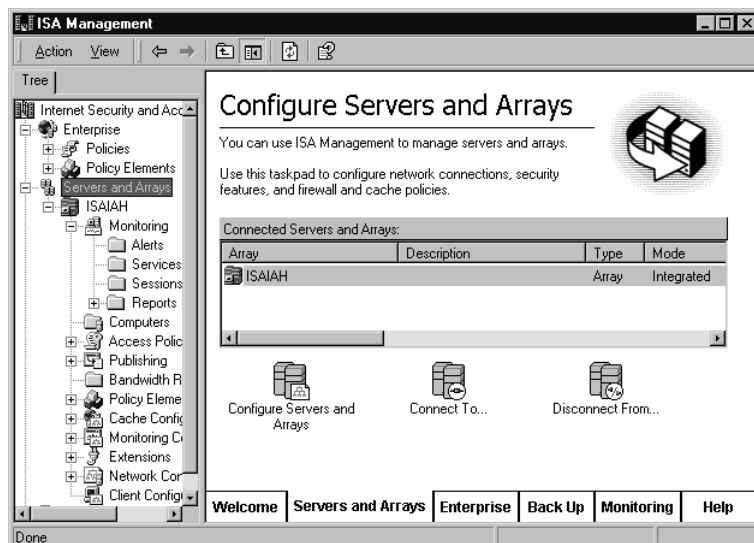 ISA Management
Action View
Tree
Internet Security and Acc
Enterprise
Policies
Policy Elements
Servers and Arrays
ISAIAH
Monitoring
Alerts
Services
Sessions
Reports
Computers
Access Polic
Publishing
Bandwidth R
Policy Eleme
Cache Config
Monitoring Co
Extensions
Network Con
Client Configu
Configure Servers and Arrays
You can use ISA Management to manage servers and arrays.
Use this taskpad to configure network connections, security
features, and firewall and cache policies.
Connected Servers and Arrays:
Array Description Type Mode
ISAIAH Array Integrated
Configure Servers and
Arrays
Connect To...
Disconnect From...
Welcome Servers and Arrays Enterprise Back Up Monitoring Help
Done